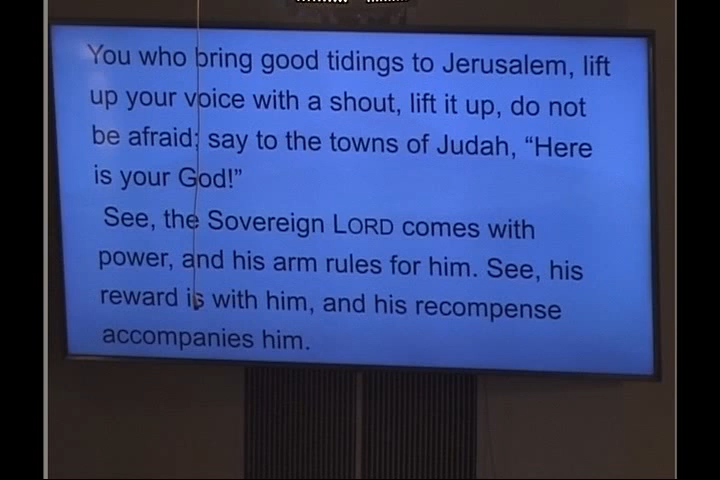 You who bring good tidings to Jerusalem, lift
up your voice with a shout, lift it up, do not
be afraid; say to the towns of Judah, “Here
is your God!”
See, the Sovereign LORD comes with
power, and his arm rules for him. See, his
reward is with him, and his recompense
accompanies him.